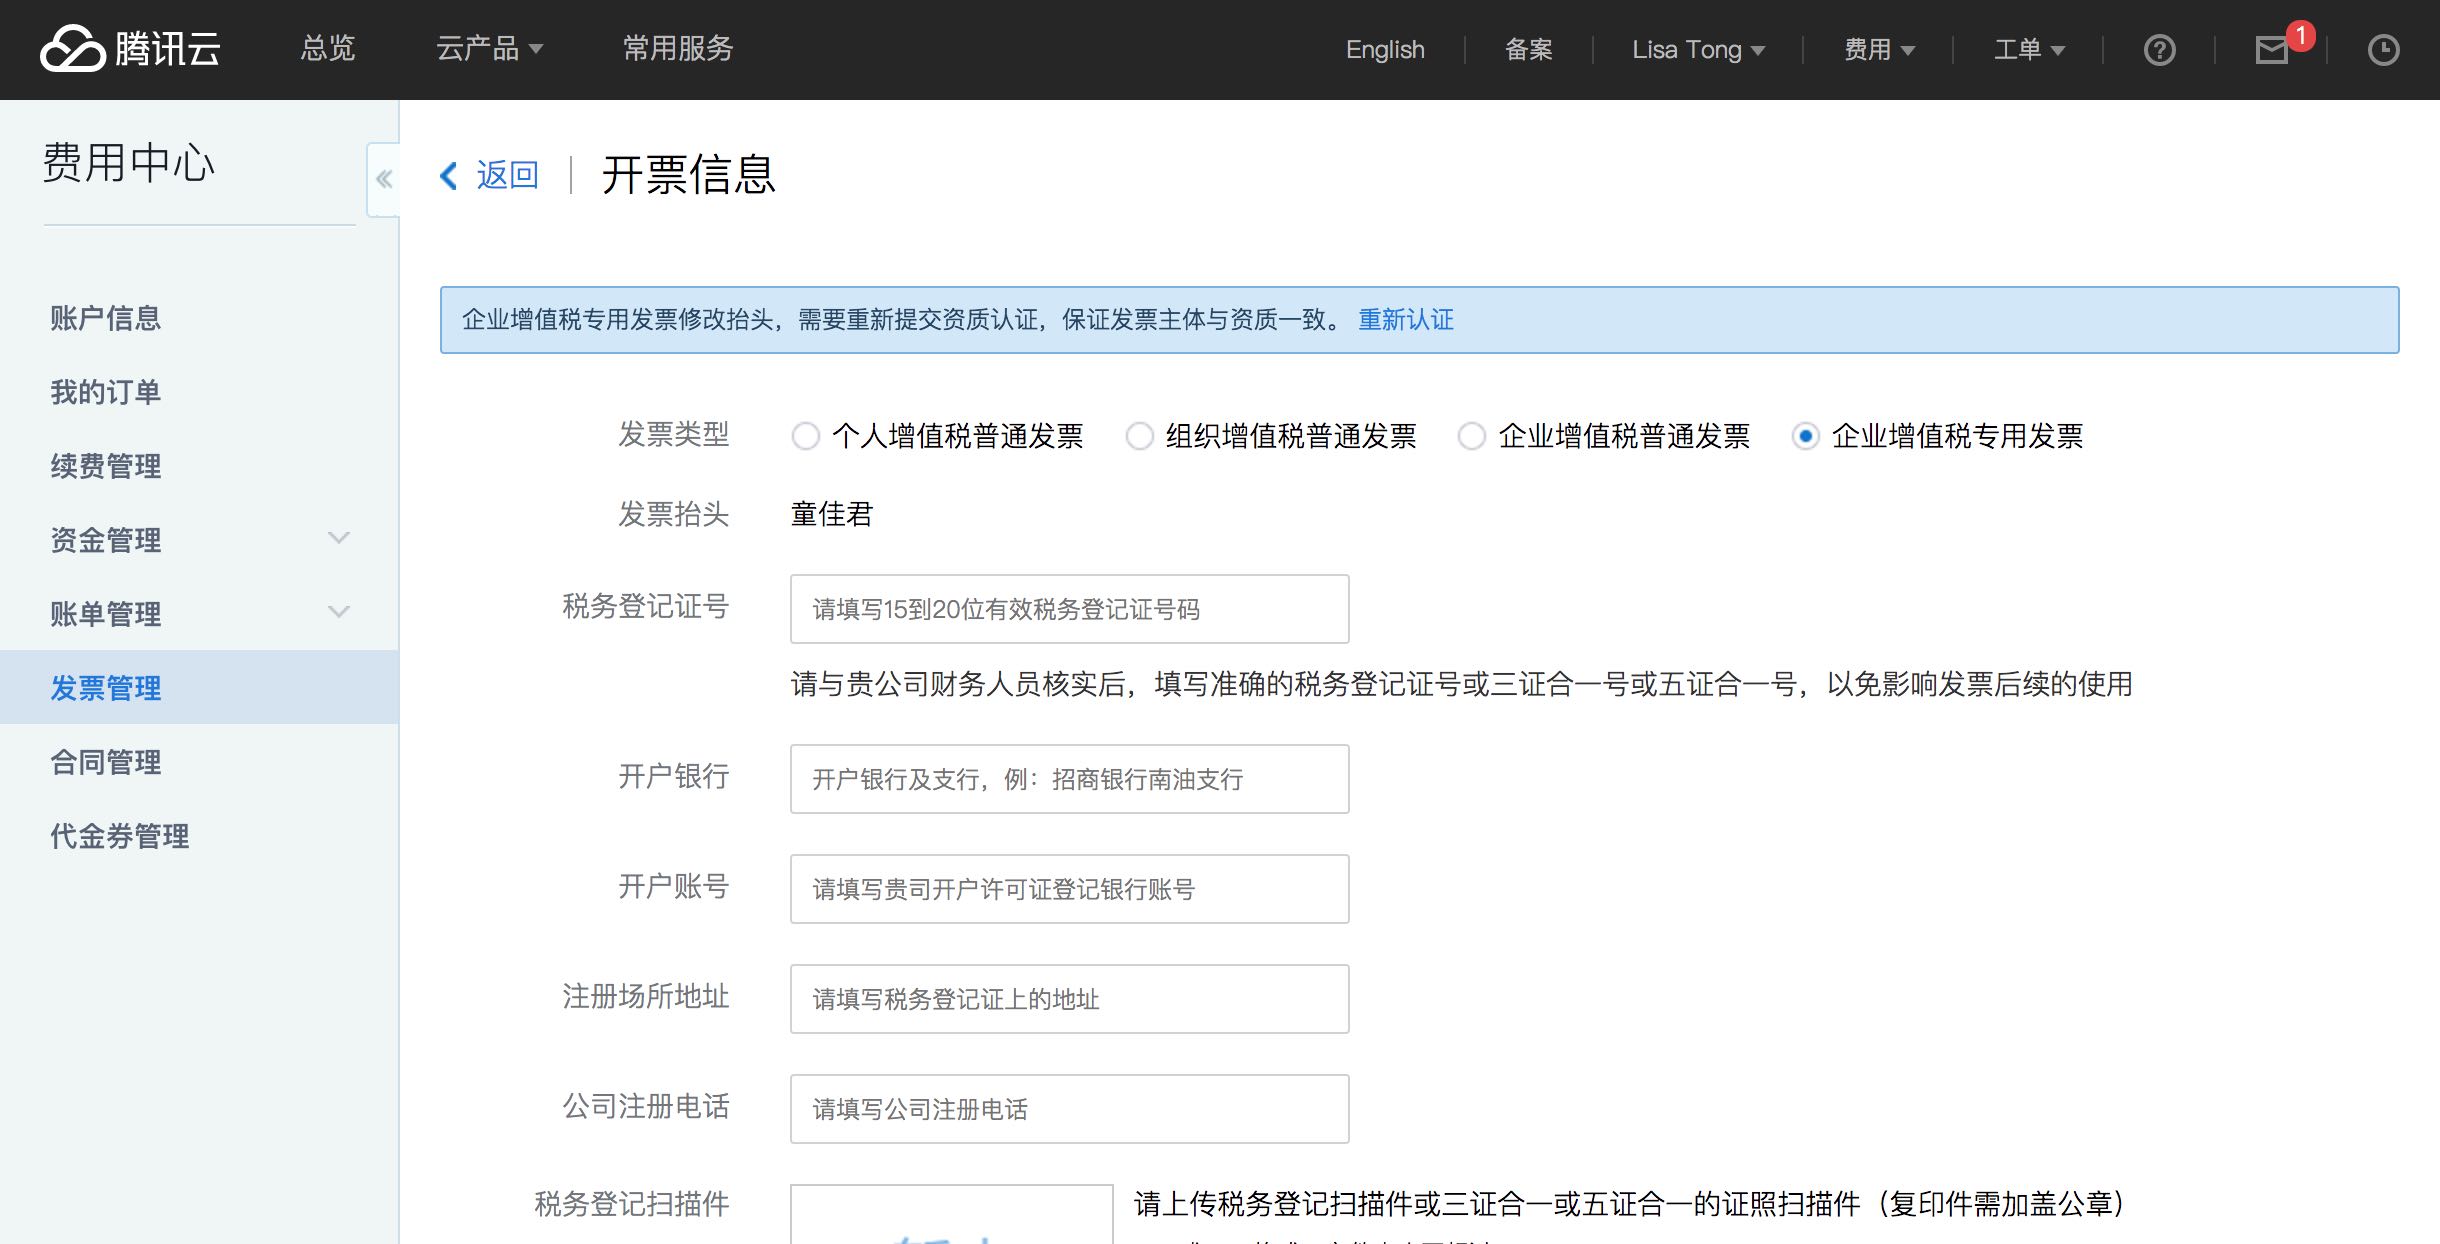 腾讯云 总览 云产品 常用服务 English 备案 Lisa Tong 费用 工单 1
费用中心
账户信息
我的订单
续费管理
资金管理
账单管理
发票管理
合同管理
代金券管理
返回 开票信息
企业增值税专用发票修改抬头，需要重新提交资质认证，保证发票主体与资质一致。 重新认证
发票类型 个人增值税普通发票 组织增值税普通发票 企业增值税普通发票 企业增值税专用发票
发票抬头 童佳君
税务登记证号 请填写15到20位有效税务登记证号码
请与贵公司财务人员核实后，填写准确的税务登记证号或三证合一号或五证合一号，以免影响发票后续的使用
开户银行 开户银行及支行，例：招商银行南油支行
开户账号 请填写贵司开户许可证登记银行账号
注册场所地址 请填写税务登记证上的地址
公司注册电话 请填写公司注册电话
税务登记扫描件 请上传税务登记扫描件或三证合一或五证合一的证照扫描件（复印件需加盖公章）